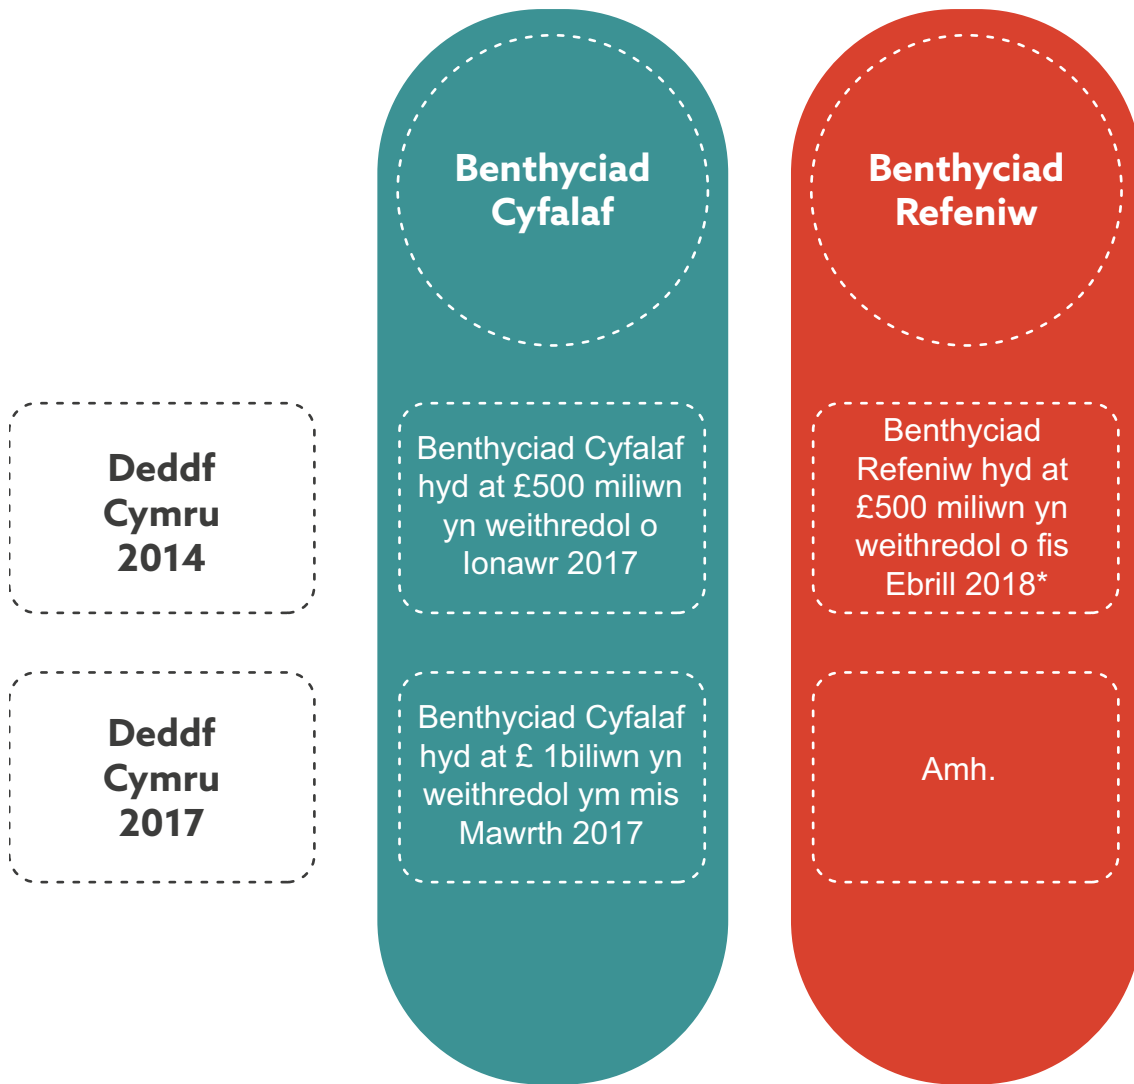 Benthyciad
Cyfalaf
Benthyciad
Refeniw
Deddf
Cymru
2014
Benthyciad Cyfalaf
hyd at £500 miliwn
yn weithredol o
Ionawr 2017
Benthyciad
Refeniw hyd at
£500 miliwn yn
weithredol o fis
Ebrill 2018*
Deddf
Cymru
2017
Benthyciad Cyfalaf
hyd at £ 1biliwn yn
weithredol ym mis
Mawrth 2017
Amh.